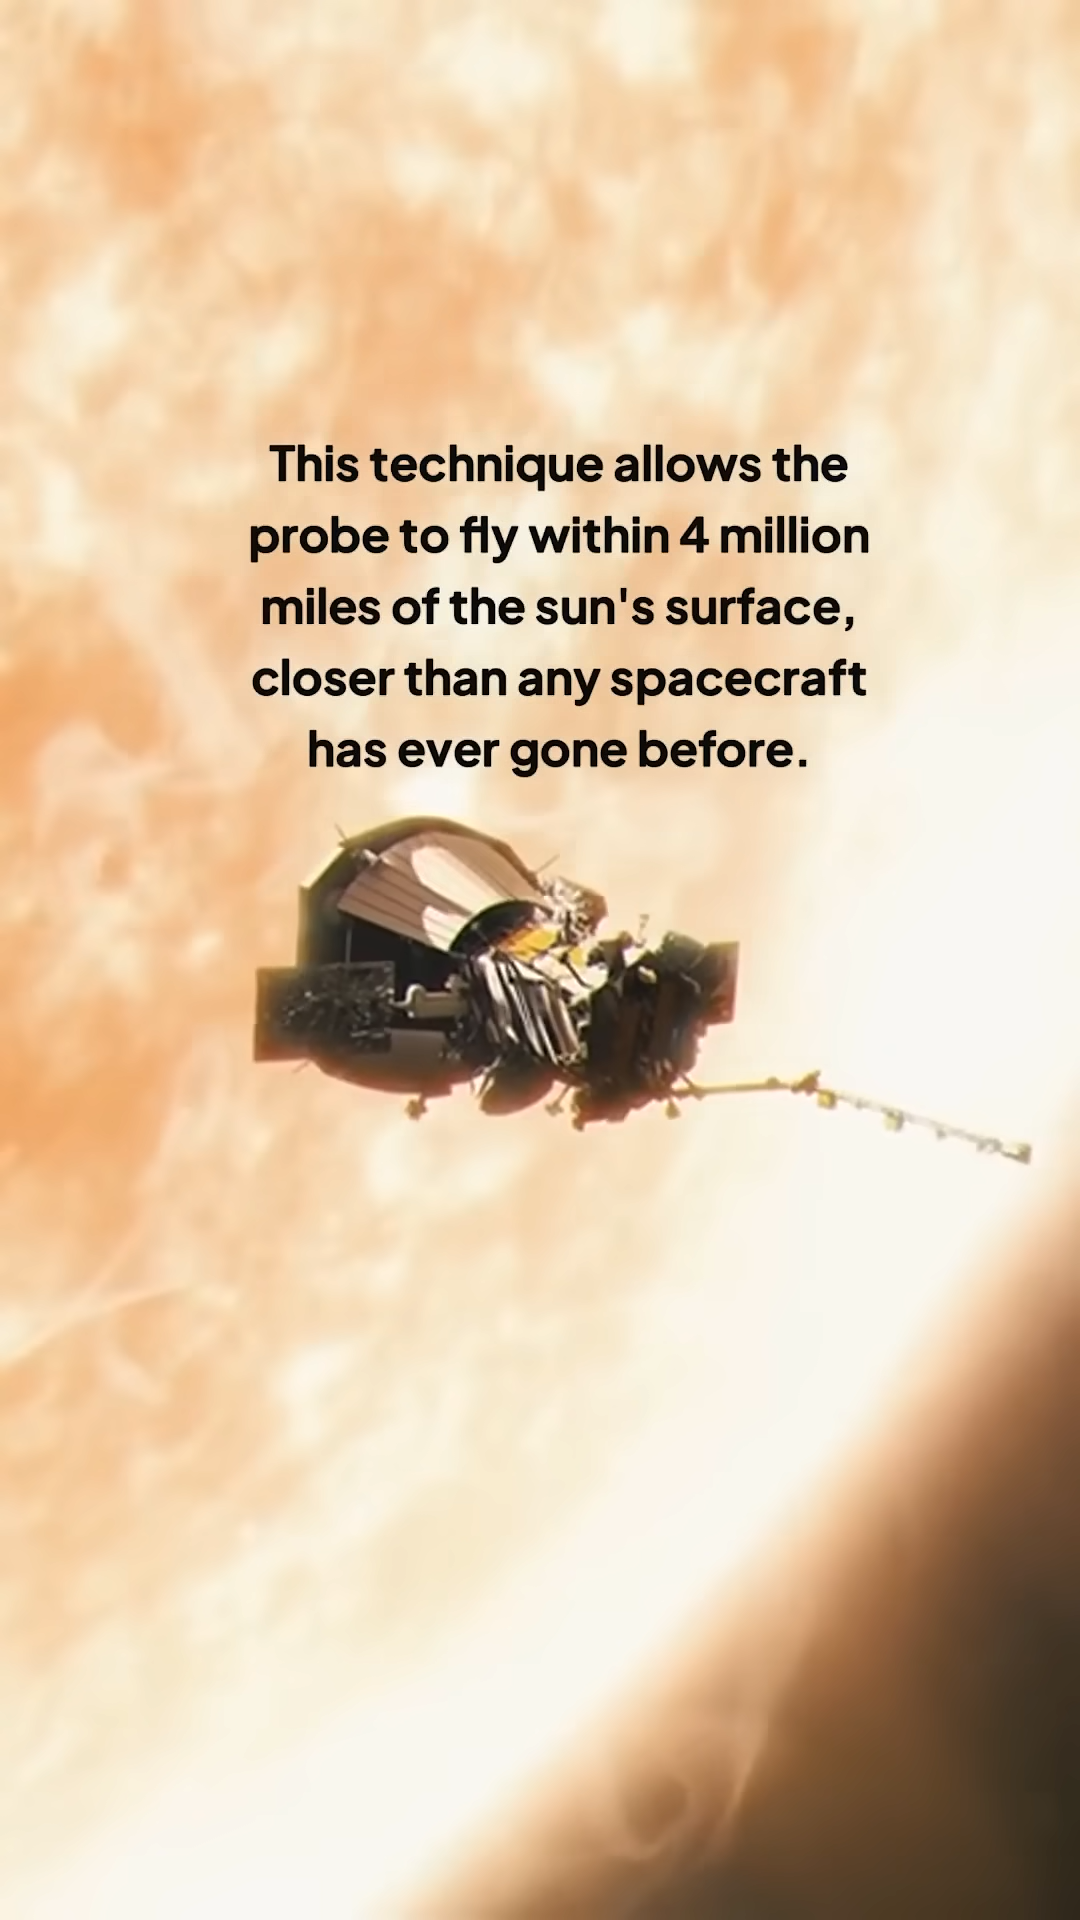 This technique allows the
probe to fly within 4 million
miles of the sun's surface,
closer than any spacecraft
has ever gone before.